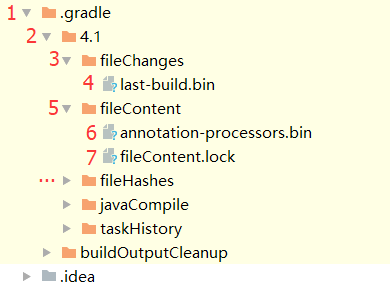 1 .gradle
2 4.1
3 fileChanges
4 last-build.bin
5 fileContent
6 annotation-processors.bin
7 fileContent.lock
... fileHashes
javaCompile
taskHistory
buildOutputCleanup
.idea